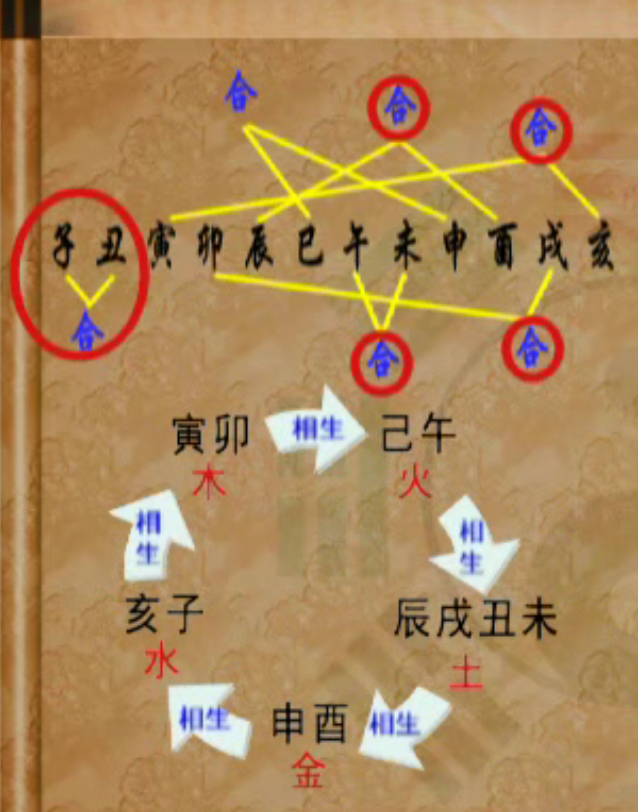 合 合 合
子丑寅卯辰巳午未申酉戌亥
合 合 合
寅卯 相生 己午
木 火
相生 相生
亥子 辰戌丑未
水 土
相生 申酉 相生
金